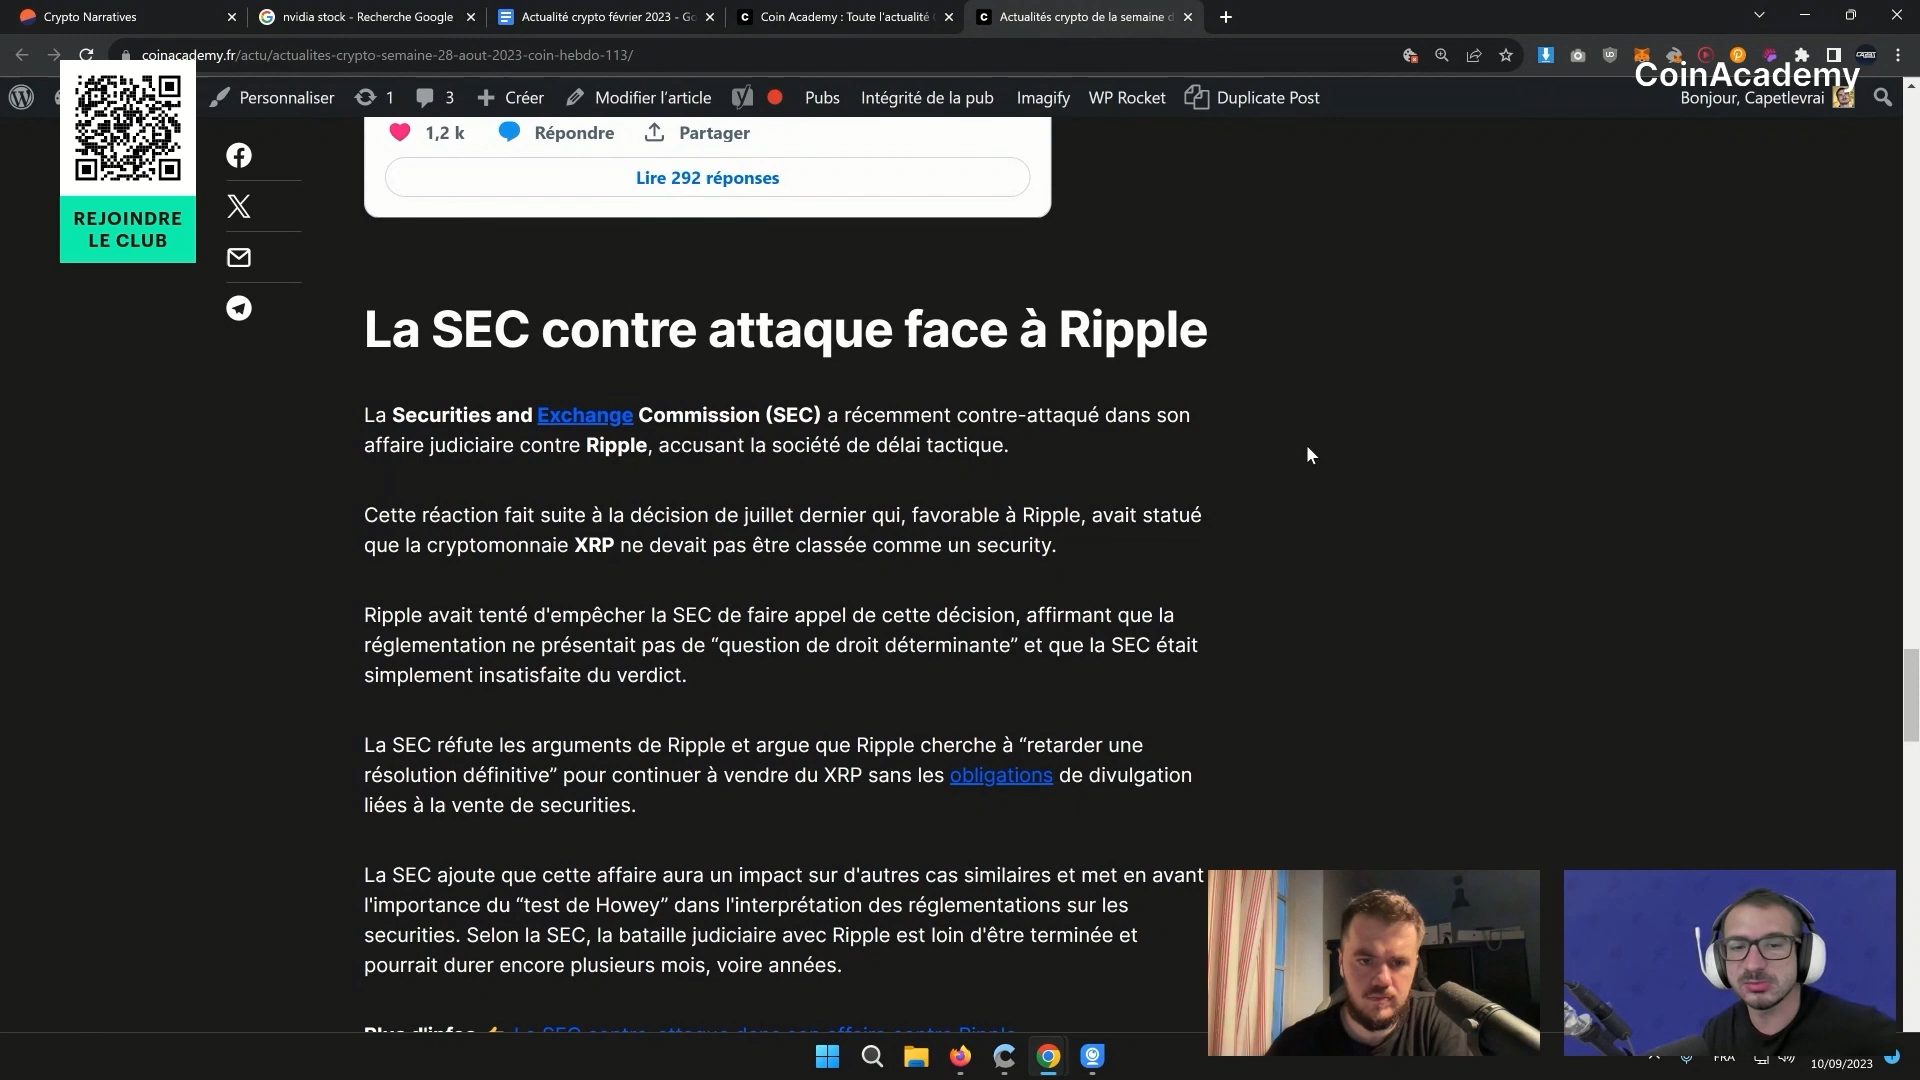 Crypto Narratives
nvidia stock - Recherche Google
Actualité crypto février 2023 - Go
Coin Academy : Toute l'actualité
Actualités crypto de la semaine d
coinacademy.fr/actu/actualites-crypto-semaine-28-aout-2023-coin-hebdo-113/
CoinAcademy
Personnaliser 1 3 Créer Modifier l'article Pubs Intégrité de la pub Imagify WP Rocket Duplicate Post Bonjour, Capetlevrai
REJOINDRE
LE CLUB
1,2 k Répondre Partager
Lire 292 réponses
La SEC contre attaque face à Ripple
La Securities and Exchange Commission (SEC) a récemment contre-attaqué dans son
affaire judiciaire contre Ripple, accusant la société de délai tactique.
Cette réaction fait suite à la décision de juillet dernier qui, favorable à Ripple, avait statué
que la cryptomonnaie XRP ne devait pas être classée comme un security.
Ripple avait tenté d'empêcher la SEC de faire appel de cette décision, affirmant que la
réglementation ne présentait pas de “question de droit déterminante” et que la SEC était
simplement insatisfaite du verdict.
La SEC réfute les arguments de Ripple et argue que Ripple cherche à “retarder une
résolution définitive” pour continuer à vendre du XRP sans les obligations de divulgation
liées à la vente de securities.
La SEC ajoute que cette affaire aura un impact sur d'autres cas similaires et met en avant
l'importance du “test de Howey” dans l'interprétation des réglementations sur les
securities. Selon la SEC, la bataille judiciaire avec Ripple est loin d'être terminée et
pourrait durer encore plusieurs mois, voire années.
Plus d'infos 👉 La SEC contre-attaque dans son affaire contre Ripple
FRA
10/09/2023